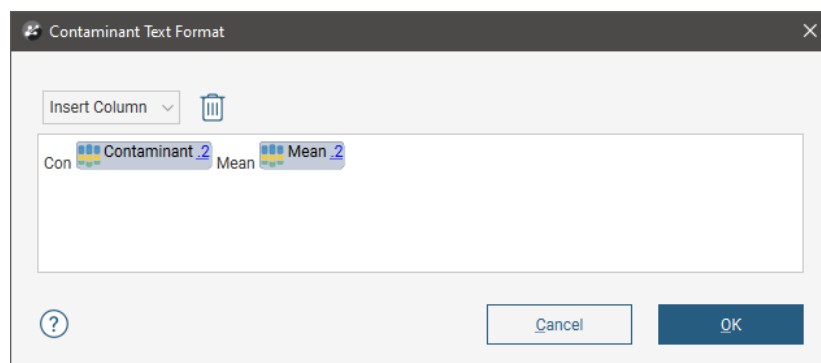 Contaminant Text Format
Insert Column
Con Contaminant .2 Mean Mean .2
?
Cancel
OK